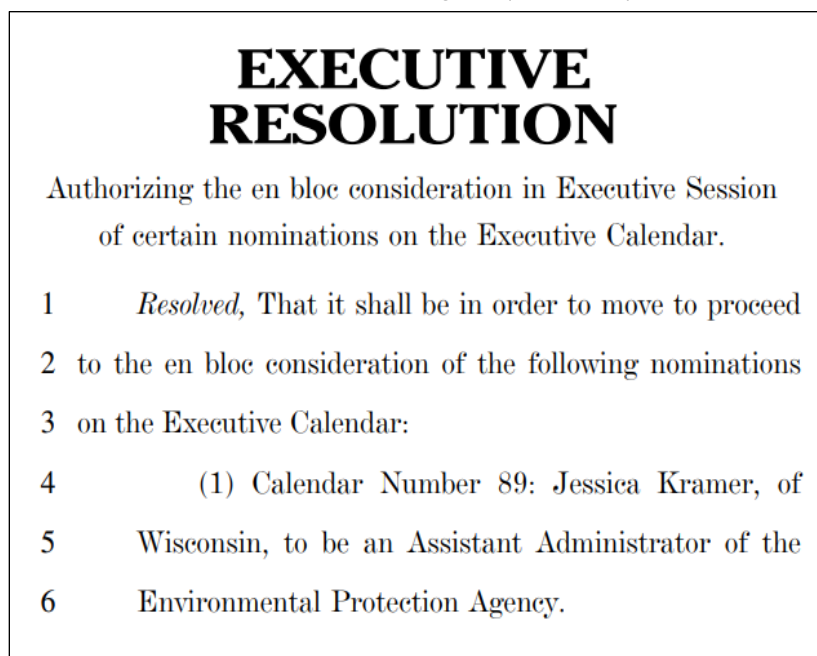 EXECUTIVE
RESOLUTION
Authorizing the en bloc consideration in Executive Session
of certain nominations on the Executive Calendar.
1 Resolved, That it shall be in order to move to proceed
2 to the en bloc consideration of the following nominations
3 on the Executive Calendar:
4 (1) Calendar Number 89: Jessica Kramer, of
5 Wisconsin, to be an Assistant Administrator of the
6 Environmental Protection Agency.